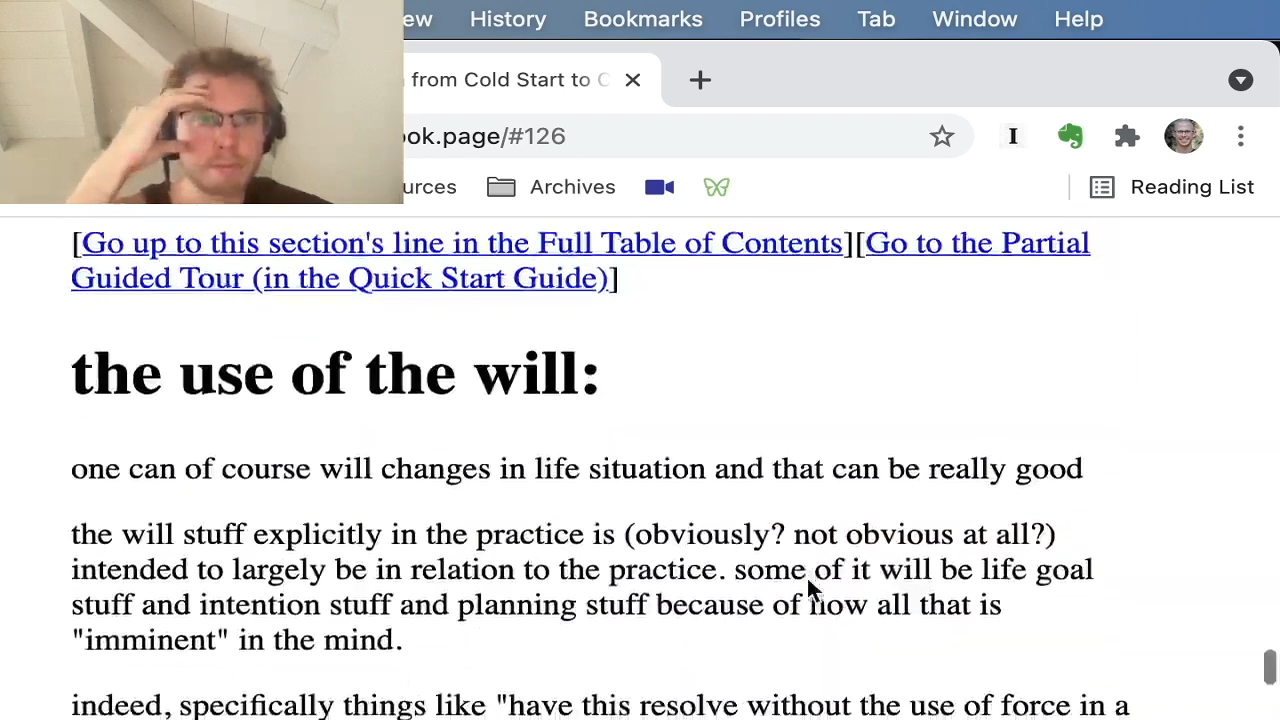 ew History Bookmarks Profiles Tab Window Help
from Cold Start to C
ook.page/#126
I
urces Archives Reading List
[Go up to this section's line in the Full Table of Contents][Go to the Partial
Guided Tour (in the Quick Start Guide)]
the use of the will:
one can of course will changes in life situation and that can be really good
the will stuff explicitly in the practice is (obviously? not obvious at all?)
intended to largely be in relation to the practice. some of it will be life goal
stuff and intention stuff and planning stuff because of how all that is
"imminent" in the mind.
indeed, specifically things like "have this resolve without the use of force in a